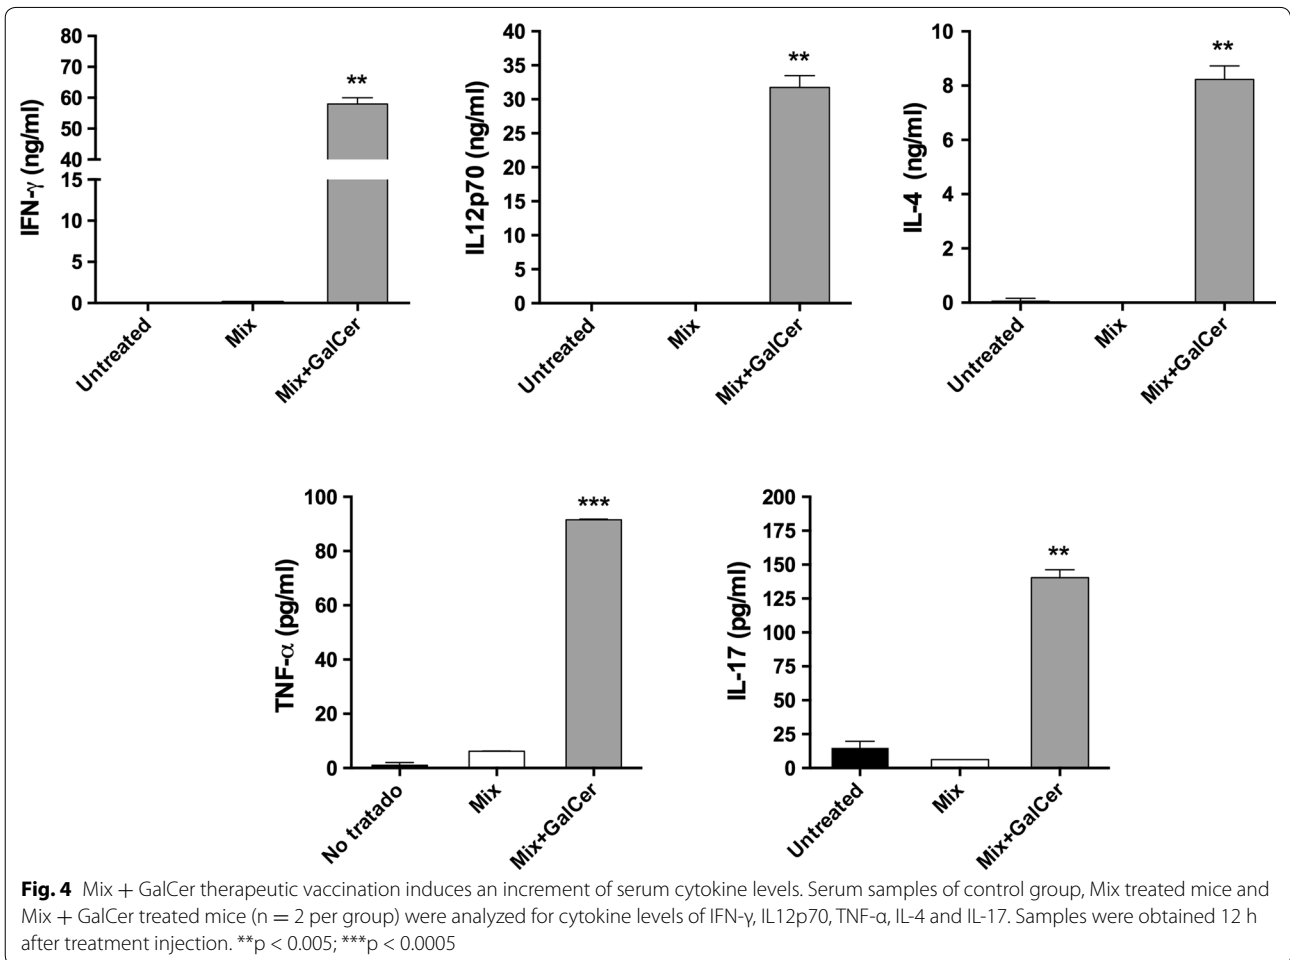 80
70
60
50
40
15
10
5
0
IFN-γ (ng/ml)
**
Untreated
Mix
Mix+GalCer
40
35
30
25
20
15
10
5
0
IL12p70 (ng/ml)
**
Untreated
Mix
Mix+GalCer
10
8
6
4
2
0
IL-4 (ng/ml)
**
Untreated
Mix
Mix+GalCer
100
80
60
40
20
0
TNF-α (pg/ml)
***
No tratado
Mix
Mix+GalCer
200
175
150
125
100
75
50
25
0
IL-17 (pg/ml)
**
Untreated
Mix
Mix+GalCer
Fig. 4 Mix + GalCer therapeutic vaccination induces an increment of serum cytokine levels. Serum samples of control group, Mix treated mice and
Mix + GalCer treated mice (n = 2 per group) were analyzed for cytokine levels of IFN-γ, IL12p70, TNF-α, IL-4 and IL-17. Samples were obtained 12 h
after treatment injection. **p < 0.005; ***p < 0.0005